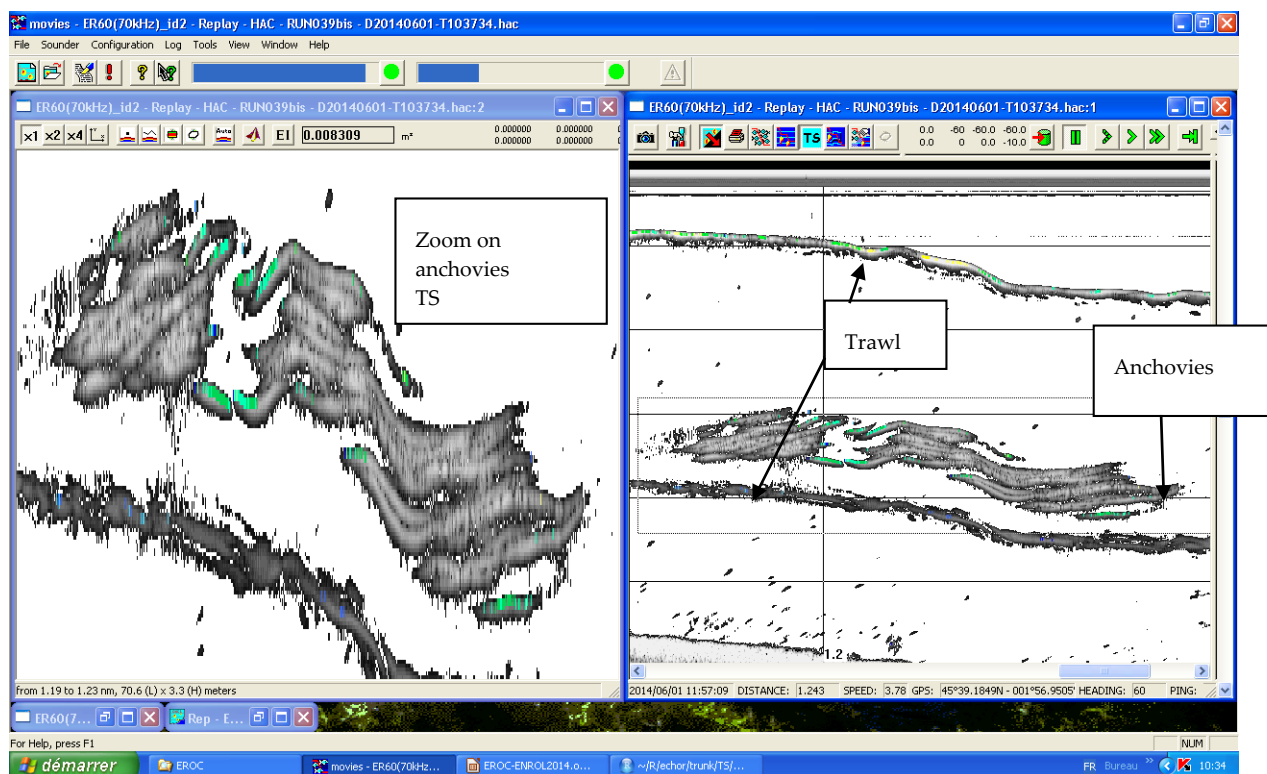 movies - ER60(70kHz)_id2 - Replay - HAC - RUN039bis - D20140601-T103734.hac
File Sounder Configuration Log Tools View Window Help
ER60(70kHz)_id2 - Replay - HAC - RUN039bis - D20140601-T103734.hac:2
x1 x2 x4 Auto EI 0.008309 m² 0.000000 0.000000
0.000000 0.000000
Zoom on
anchovies
TS
from 1.19 to 1.23 nm, 70.6 (L) x 3.3 (H) meters
ER60(70kHz)_id2 - Replay - HAC - RUN039bis - D20140601-T103734.hac:1
TS 0.0 -60 -60.0 -60.0
0.0 0 0.0 -10.0
Trawl
Anchovies
1.2
2014/06/01 11:57:09 DISTANCE: 1.243 SPEED: 3.78 GPS: 45°39.1849N - 001°56.9505' HEADING: 60 PING:
ER60(7... Rep - E...
For Help, press F1 NUM
démarrer EROC movies - ER60(70kHz... EROC-ENROL2014.o... ~/R/echor/trunk/TS/... FR Bureau » 10:34